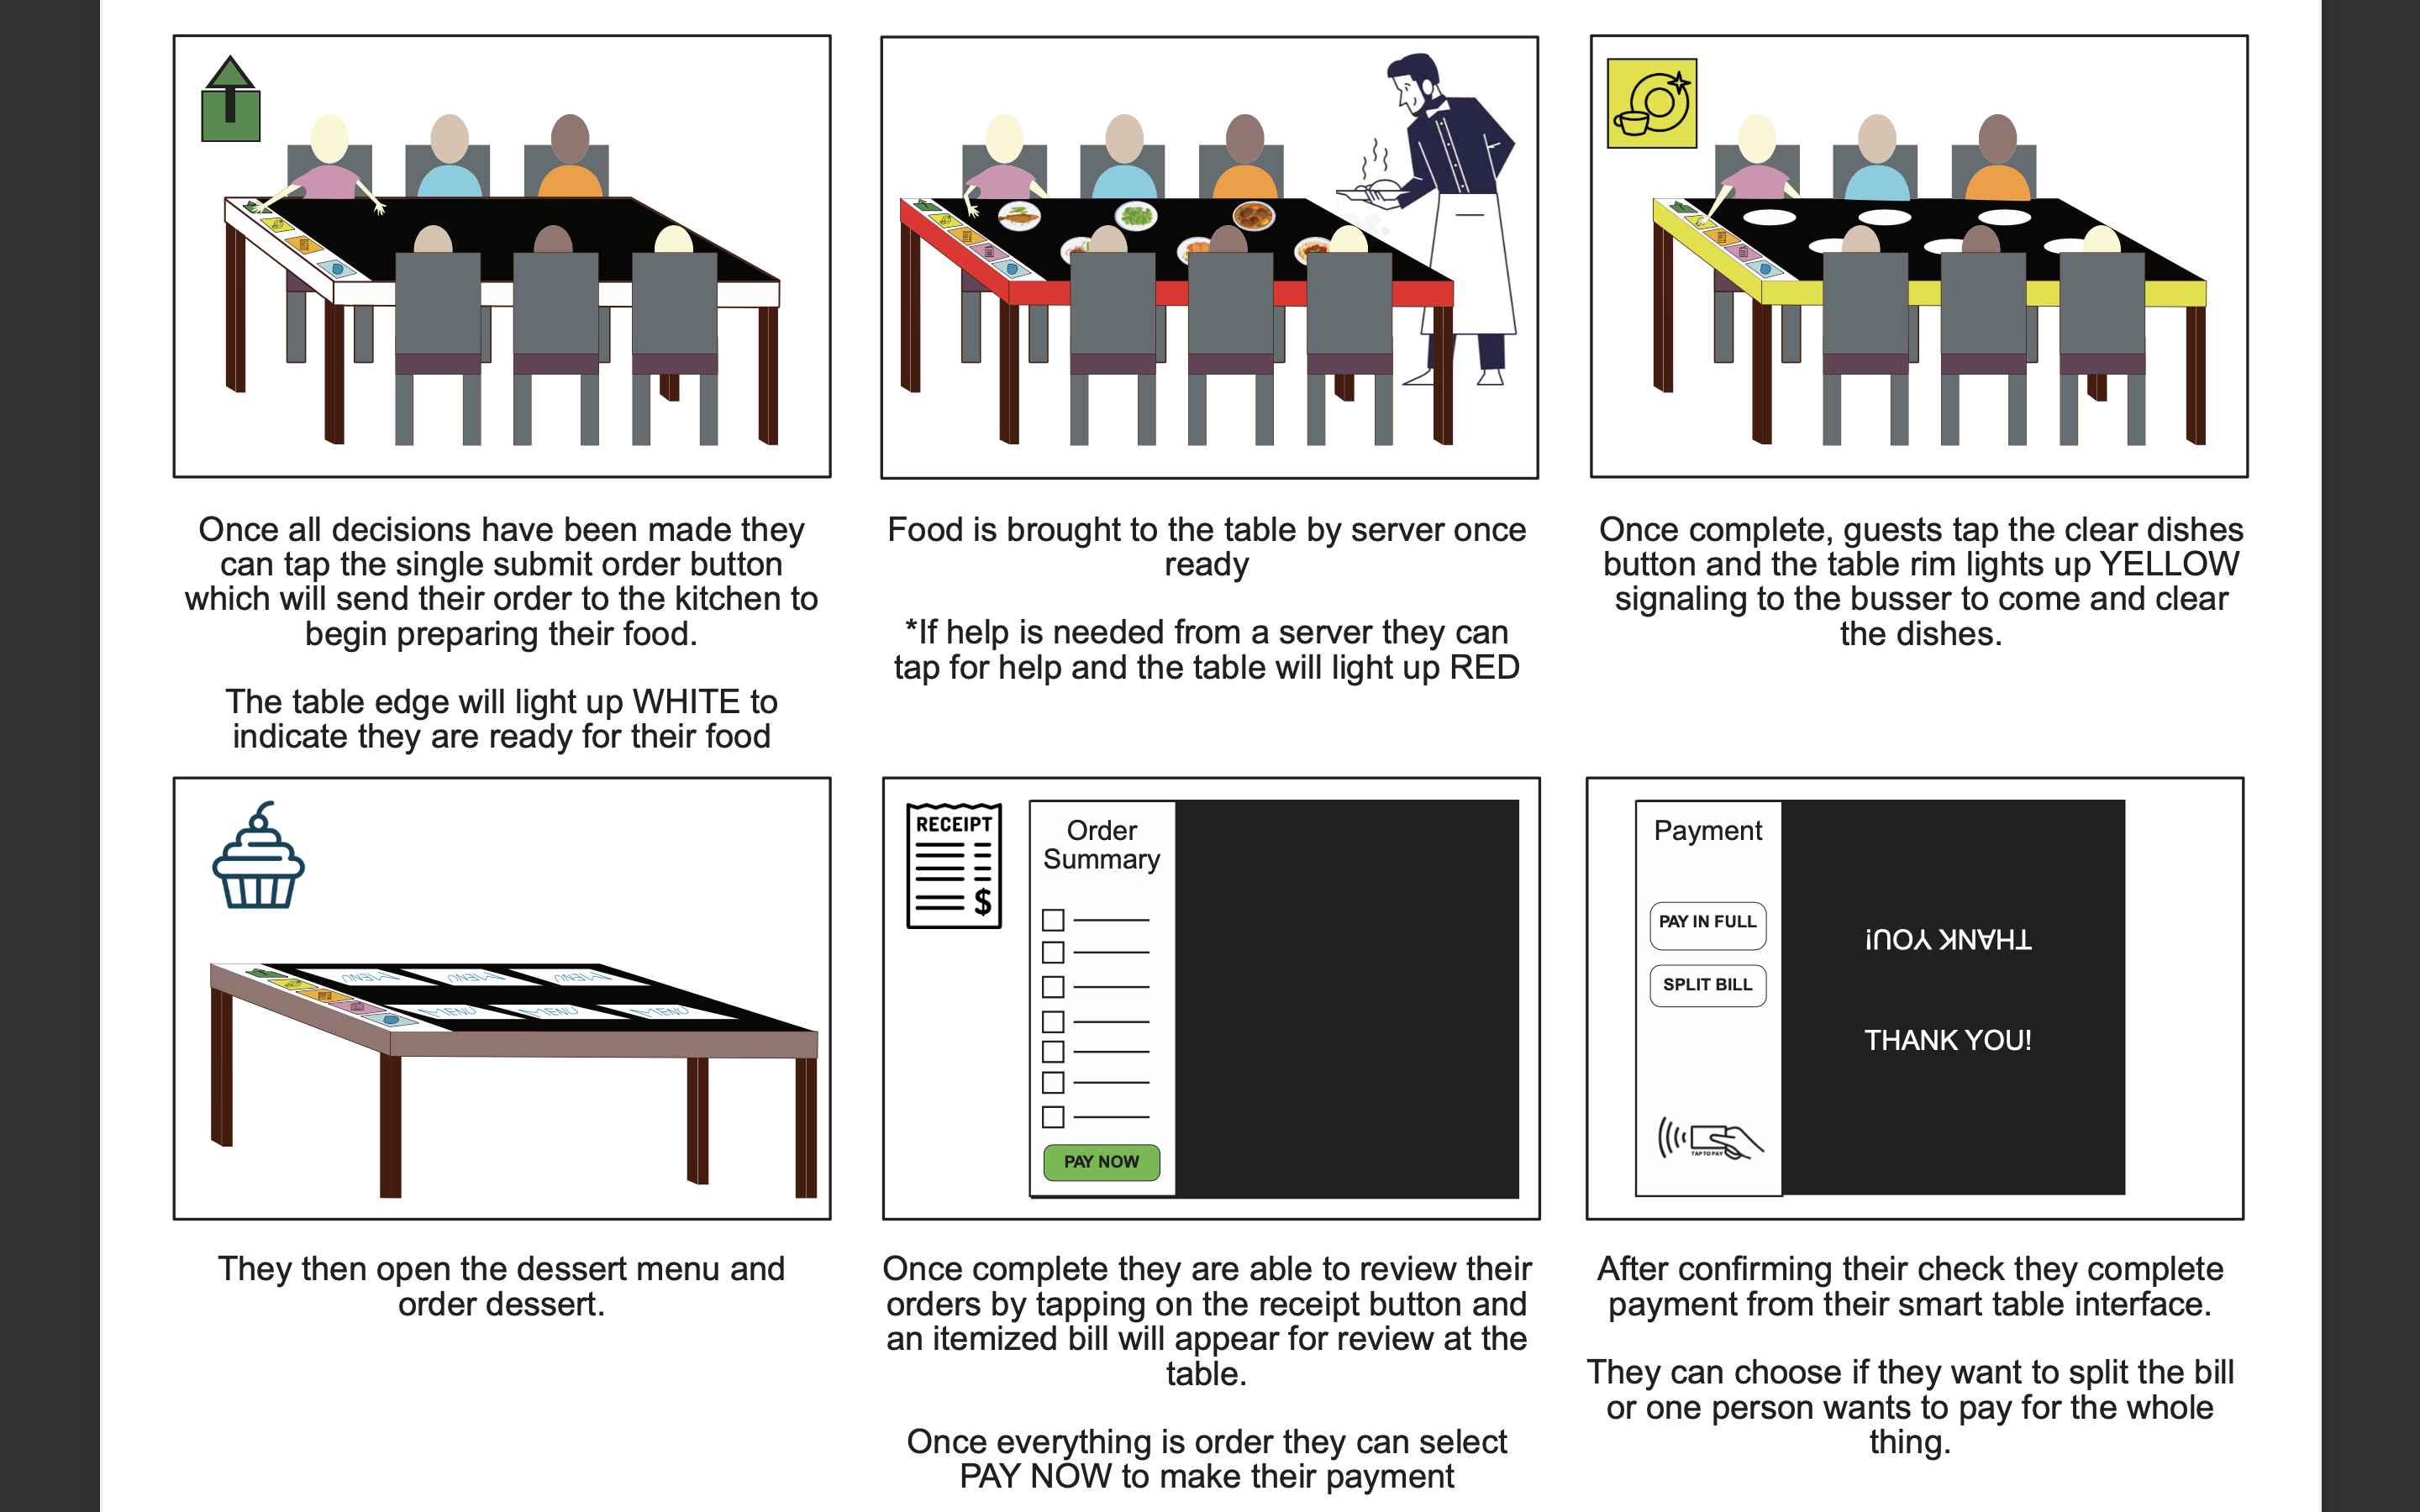 Once all decisions have been made they
can tap the single submit order button
which will send their order to the kitchen to
begin preparing their food.
The table edge will light up WHITE to
indicate they are ready for their food
Food is brought to the table by server once
ready
*If help is needed from a server they can
tap for help and the table will light up RED
Once complete, guests tap the clear dishes
button and the table rim lights up YELLOW
signaling to the busser to come and clear
the dishes.
MENU
MENU
MENU
MENU
MENU
MENU
They then open the dessert menu and
order dessert.
RECEIPT
$
Order
Summary
PAY NOW
Once complete they are able to review their
orders by tapping on the receipt button and
an itemized bill will appear for review at the
table.
Once everything is order they can select
PAY NOW to make their payment
Payment
PAY IN FULL
SPLIT BILL
TAP TO PAY
THANK YOU!
THANK YOU!
After confirming their check they complete
payment from their smart table interface.
They can choose if they want to split the bill
or one person wants to pay for the whole
thing.